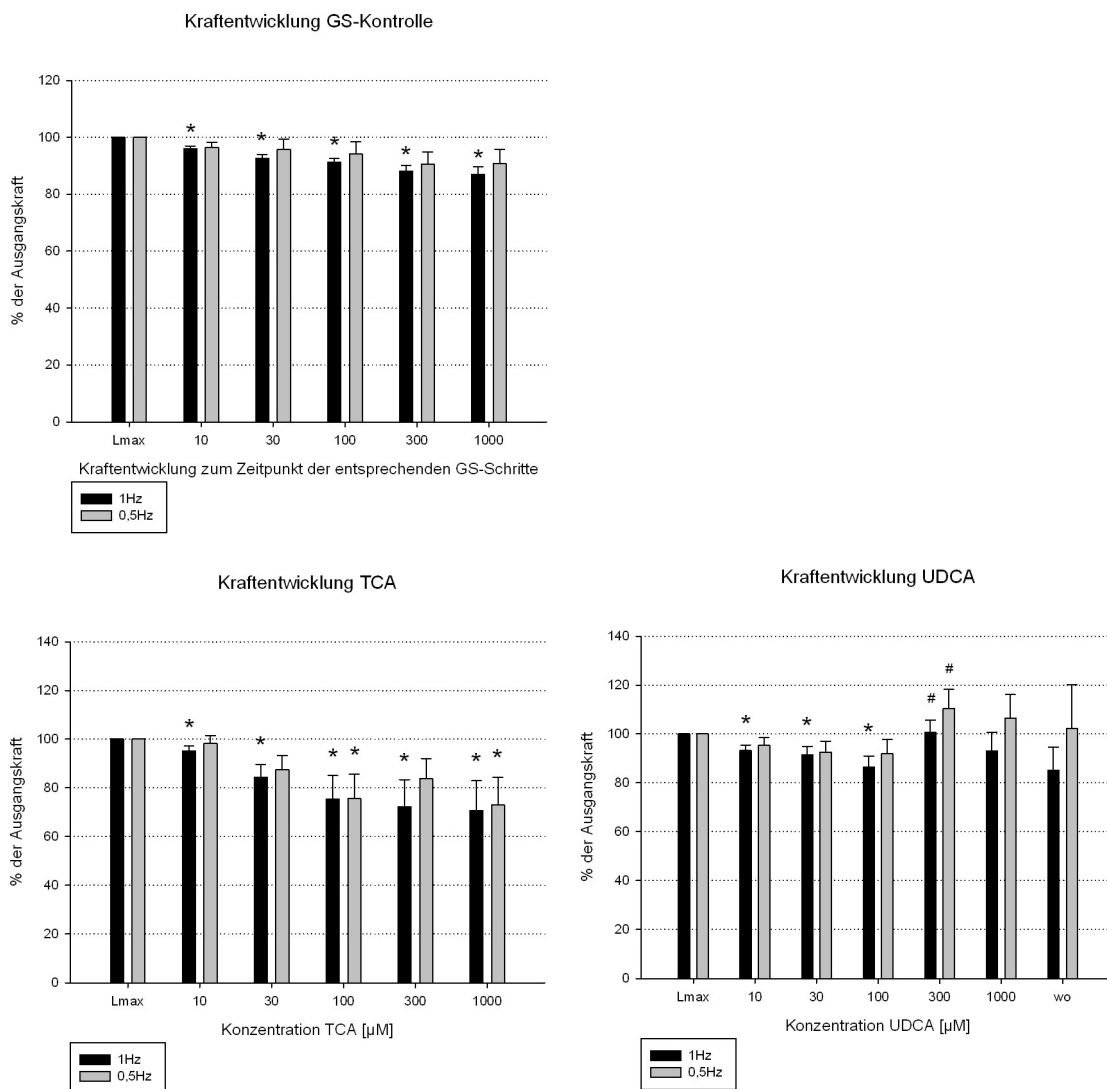 Kraftentwicklung GS-Kontrolle
% der Ausgangskraft
120
100
80
60
40
20
0
* * * * *
Lmax 10 30 100 300 1000
Kraftentwicklung zum Zeitpunkt der entsprechenden GS-Schritte
1Hz
0,5Hz
Kraftentwicklung TCA
% der Ausgangskraft
140
120
100
80
60
40
20
0
* * * * * * *
Lmax 10 30 100 300 1000
Konzentration TCA [µM]
1Hz
0,5Hz
Kraftentwicklung UDCA
% der Ausgangskraft
140
120
100
80
60
40
20
0
* * * # #
Lmax 10 30 100 300 1000 wo
Konzentration UDCA [µM]
1Hz
0,5Hz